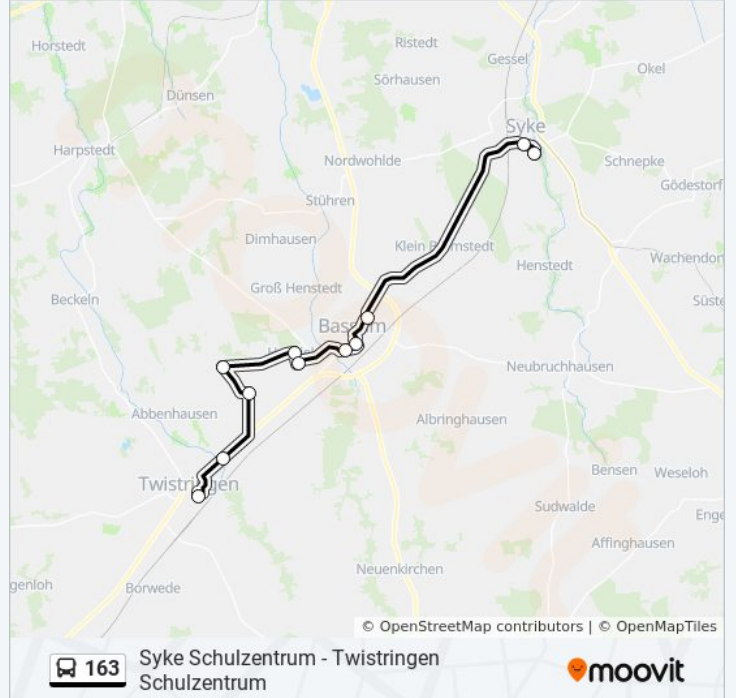 Horstedt
Ristedt
Gessel
Okel
Sörhausen
Dünsen
Syke
Harpstedt
Nordwohlde
Schnepke
Gödestorf
Stühren
Dimhausen
Henstedt
Wachendor
Groß Henstedt
Beckeln
Süste
Neubruchhausen
Abbenhausen
Albringhausen
Bensen
Weseloh
Twistringen
Sudwalde
Enge
Affinghausen
Neuenkirchen
genloh
Borwede
© OpenStreetMap contributors | © OpenMapTiles
163
Syke Schulzentrum - Twistringen
Schulzentrum
moovit